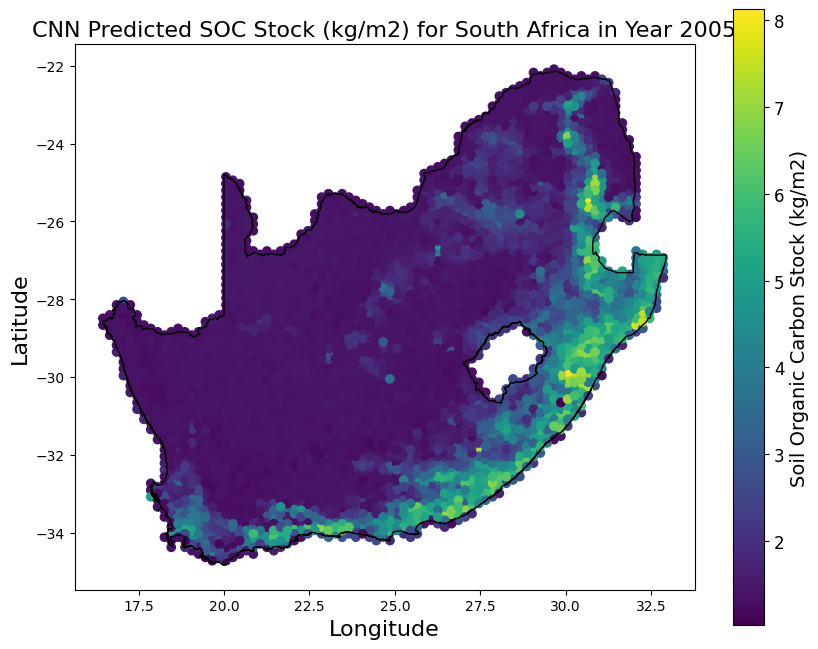 CNN Predicted SOC Stock (kg/m2) for South Africa in Year 2005
−22
−24
−26
−28
−30
−32
−34
Latitude
17.5 20.0 22.5 25.0 27.5 30.0 32.5
Longitude
8
7
6
5
4
3
2
Soil Organic Carbon Stock (kg/m2)